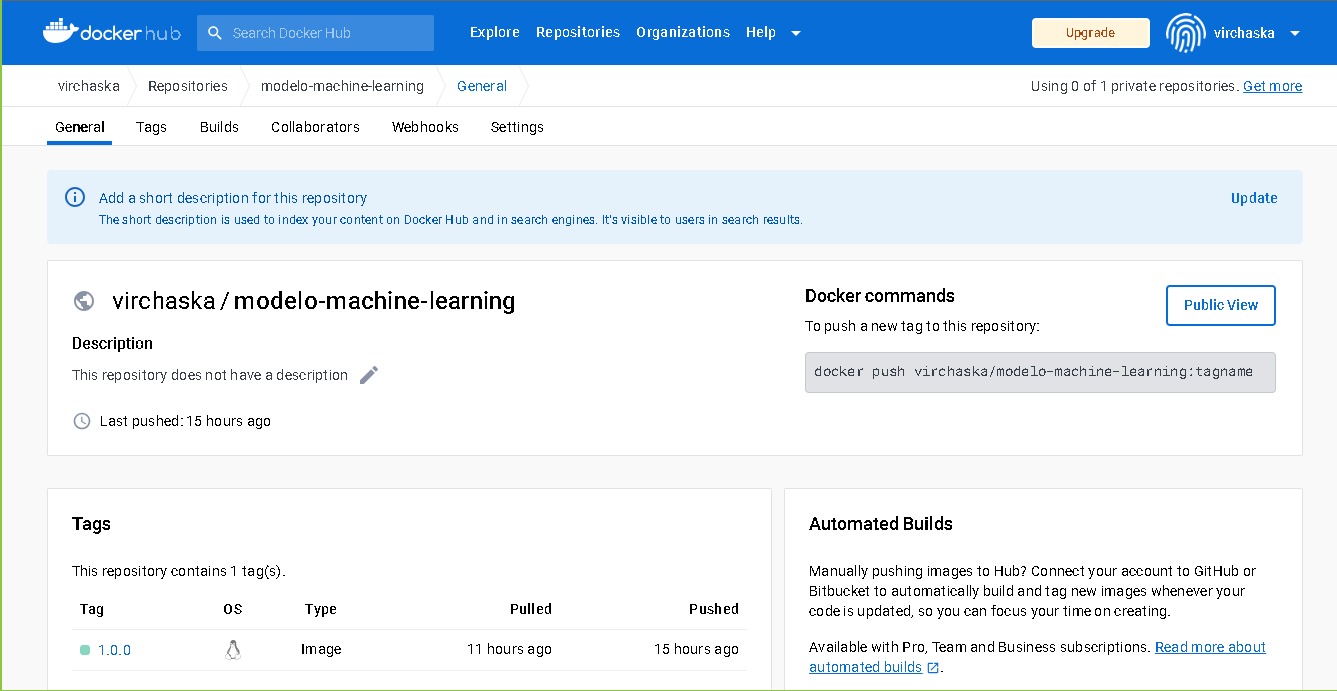 dockerhub Search Docker Hub Explore Repositories Organizations Help Upgrade virchaska
virchaska Repositories modelo-machine-learning General Using 0 of 1 private repositories. Get more
General Tags Builds Collaborators Webhooks Settings
Add a short description for this repository Update
The short description is used to index your content on Docker Hub and in search engines. It's visible to users in search results.
virchaska / modelo-machine-learning
Description
This repository does not have a description
Last pushed: 15 hours ago
Docker commands
Public View
To push a new tag to this repository:
docker push virchaska/modelo-machine-learning:tagname
Tags
This repository contains 1 tag(s).
Tag OS Type Pulled Pushed
1.0.0 Image 11 hours ago 15 hours ago
Automated Builds
Manually pushing images to Hub? Connect your account to GitHub or
Bitbucket to automatically build and tag new images whenever your
code is updated, so you can focus your time on creating.
Available with Pro, Team and Business subscriptions. Read more about
automated builds .